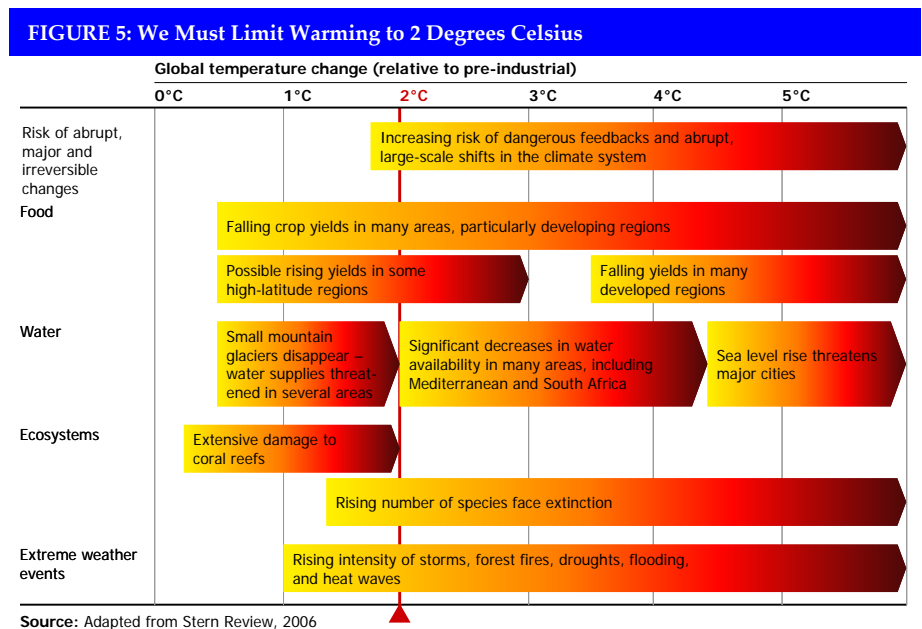 FIGURE 5: We Must Limit Warming to 2 Degrees Celsius
Global temperature change (relative to pre-industrial)
0°C 1°C 2°C 3°C 4°C 5°C
Risk of abrupt,
major and
irreversible
changes
Increasing risk of dangerous feedbacks and abrupt,
large-scale shifts in the climate system
Food
Falling crop yields in many areas, particularly developing regions
Possible rising yields in some
high-latitude regions
Falling yields in many
developed regions
Water
Small mountain
glaciers disappear –
water supplies threat-
ened in several areas
Significant decreases in water
availability in many areas, including
Mediterranean and South Africa
Sea level rise threatens
major cities
Ecosystems
Extensive damage to
coral reefs
Rising number of species face extinction
Extreme weather
events
Rising intensity of storms, forest fires, droughts, flooding,
and heat waves
Source: Adapted from Stern Review, 2006